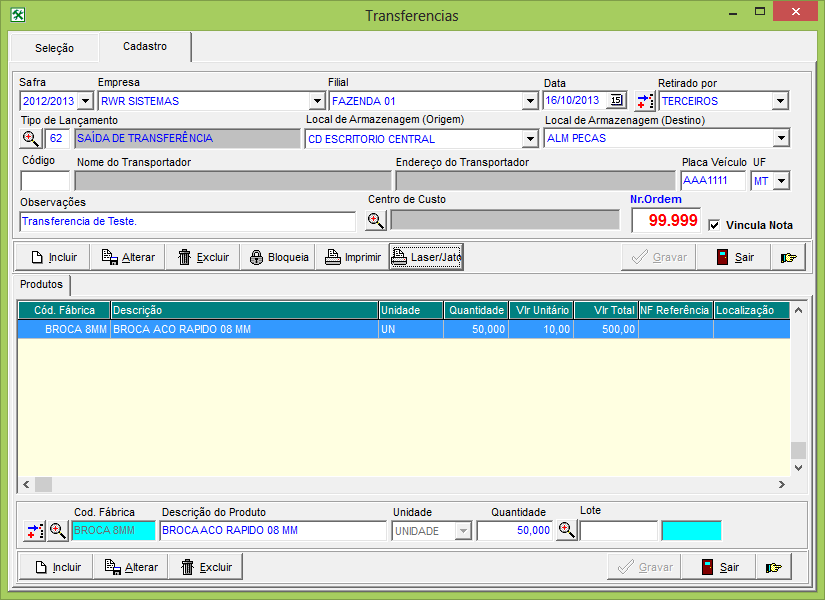 Transferencias
Seleção Cadastro
Safra Empresa Filial Data Retirado por
2012/2013 RWR SISTEMAS FAZENDA 01 16/10/2013 15 TERCEIROS
Tipo de Lançamento Local de Armazenagem (Origem) Local de Armazenagem (Destino)
62 SAÍDA DE TRANSFERÊNCIA CD ESCRITORIO CENTRAL ALM PECAS
Código Nome do Transportador Endereço do Transportador Placa Veículo UF
AAA1111 MT
Observações Centro de Custo Nr.Ordem
Transferencia de Teste. 99.999 Vincula Nota
Incluir Alterar Excluir Bloqueia Imprimir Laser/Jato Gravar Sair
Produtos
Cód. Fábrica Descrição Unidade Quantidade Vlr Unitário Vlr Total NF Referência Localização
BROCA 8MM BROCA ACO RAPIDO 08 MM UN 50,000 10,00 500,00
Cod. Fábrica Descrição do Produto Unidade Quantidade Lote
BROCA 8MM BROCA ACO RAPIDO 08 MM UNIDADE 50,000
Incluir Alterar Excluir Gravar Sair